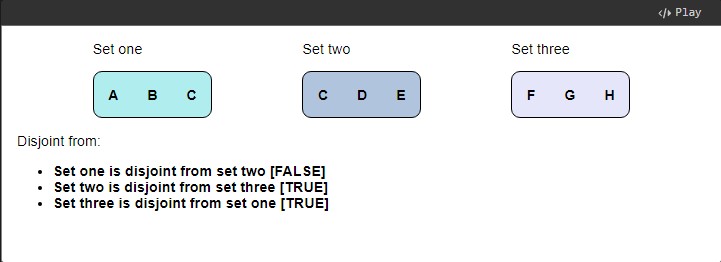 </> Play
Set one Set two Set three
A B C C D E F G H
Disjoint from:
• Set one is disjoint from set two [FALSE]
• Set two is disjoint from set three [TRUE]
• Set three is disjoint from set one [TRUE]